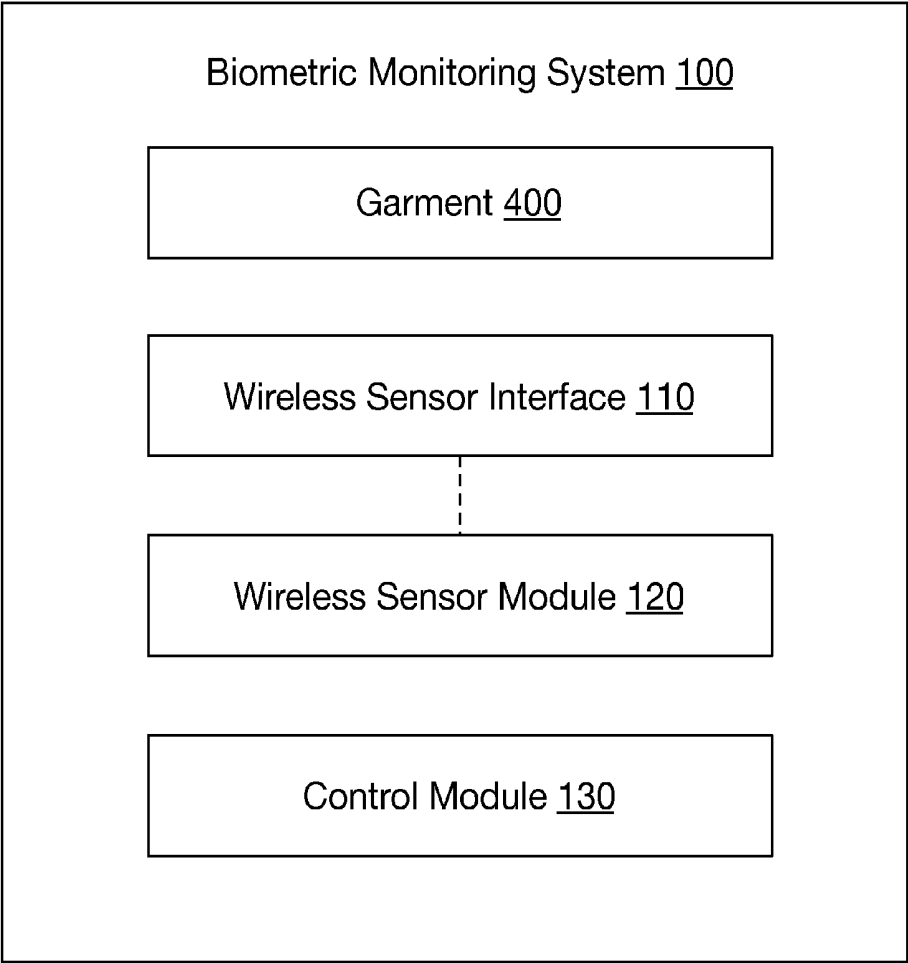 Biometric Monitoring System 100
Garment 400
Wireless Sensor Interface 110
Wireless Sensor Module 120
Control Module 130